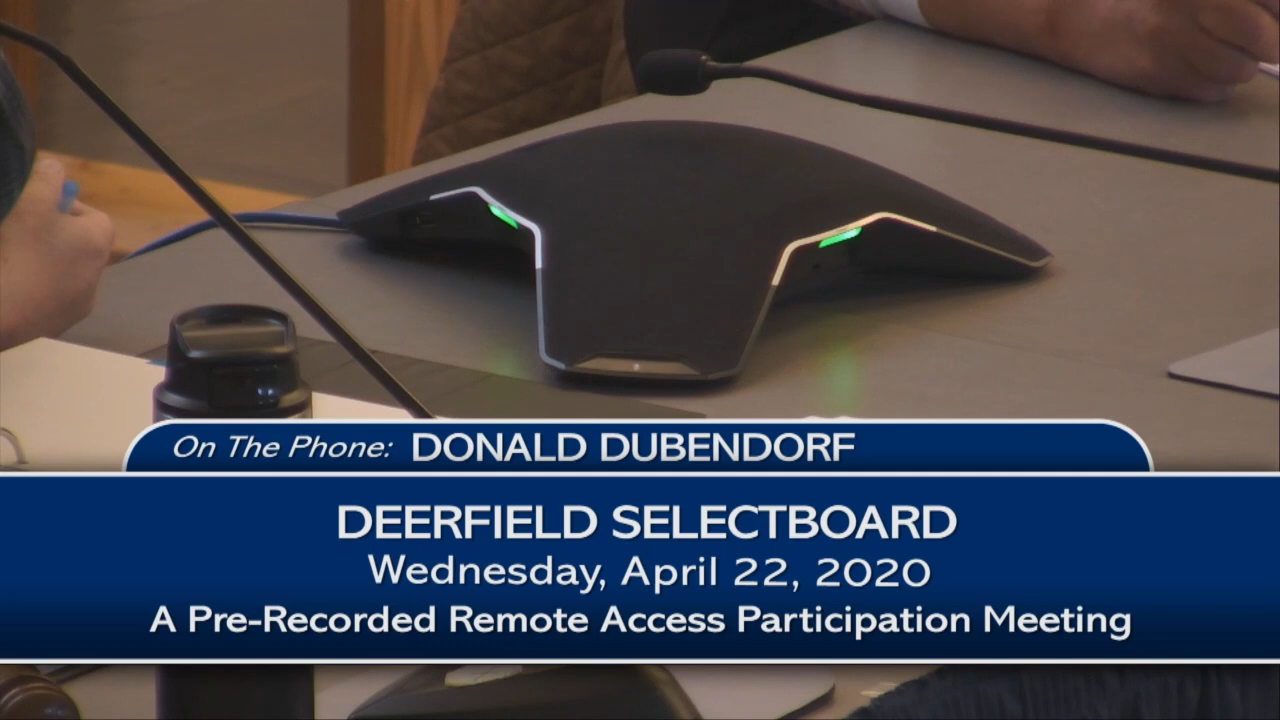 On The Phone: DONALD DUBENDORF
DEERFIELD SELECTBOARD
Wednesday, April 22, 2020
A Pre-Recorded Remote Access Participation Meeting